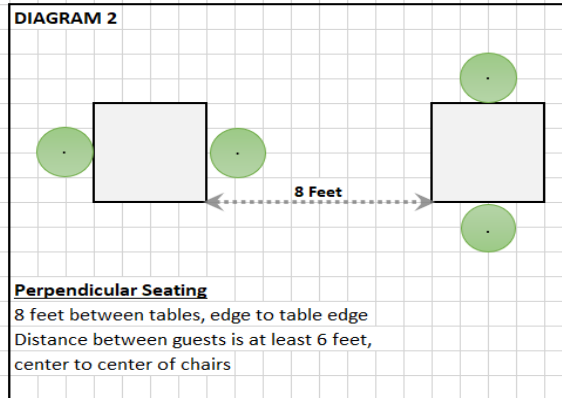 DIAGRAM 2
8 Feet
Perpendicular Seating
8 feet between tables, edge to table edge
Distance between guests is at least 6 feet,
center to center of chairs